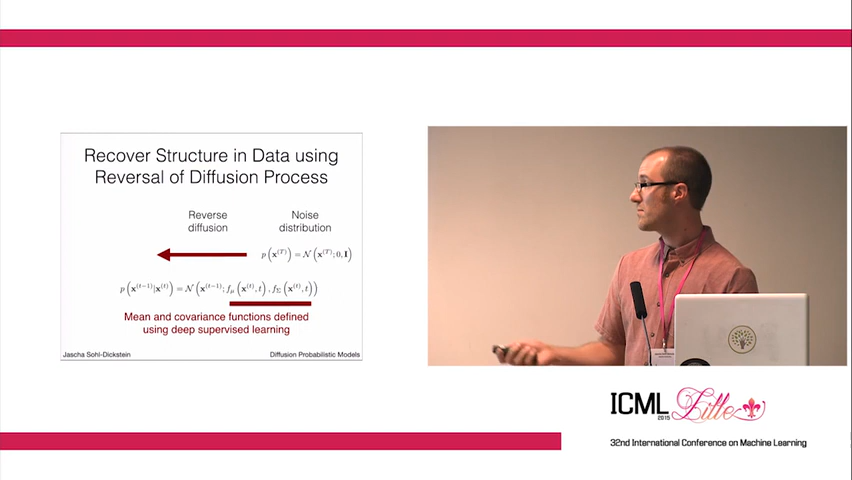 Recover Structure in Data using
Reversal of Diffusion Process
Reverse
diffusion
Noise
distribution
p(x^(T)) = N(x^(T); 0, I)
p(x^(t−1)|x^(t)) = N(x^(t−1); f_μ(x^(t), t), f_Σ(x^(t), t))
Mean and covariance functions defined
using deep supervised learning
Jascha Sohl-Dickstein
Diffusion Probabilistic Models
ICML
2015
Lille
32nd International Conference on Machine Learning